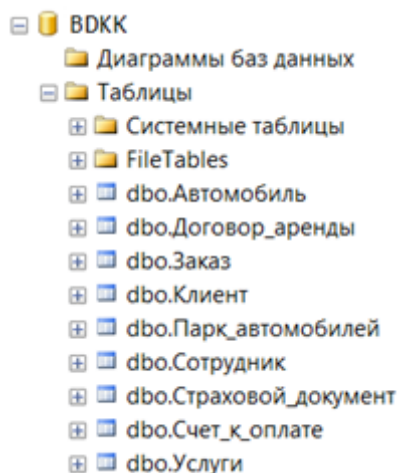 BDKK
Диаграммы баз данных
Таблицы
Системные таблицы
FileTables
dbo.Автомобиль
dbo.Договор_аренды
dbo.Заказ
dbo.Клиент
dbo.Парк_автомобилей
dbo.Сотрудник
dbo.Страховой_документ
dbo.Счет_к_оплате
dbo.Услуги